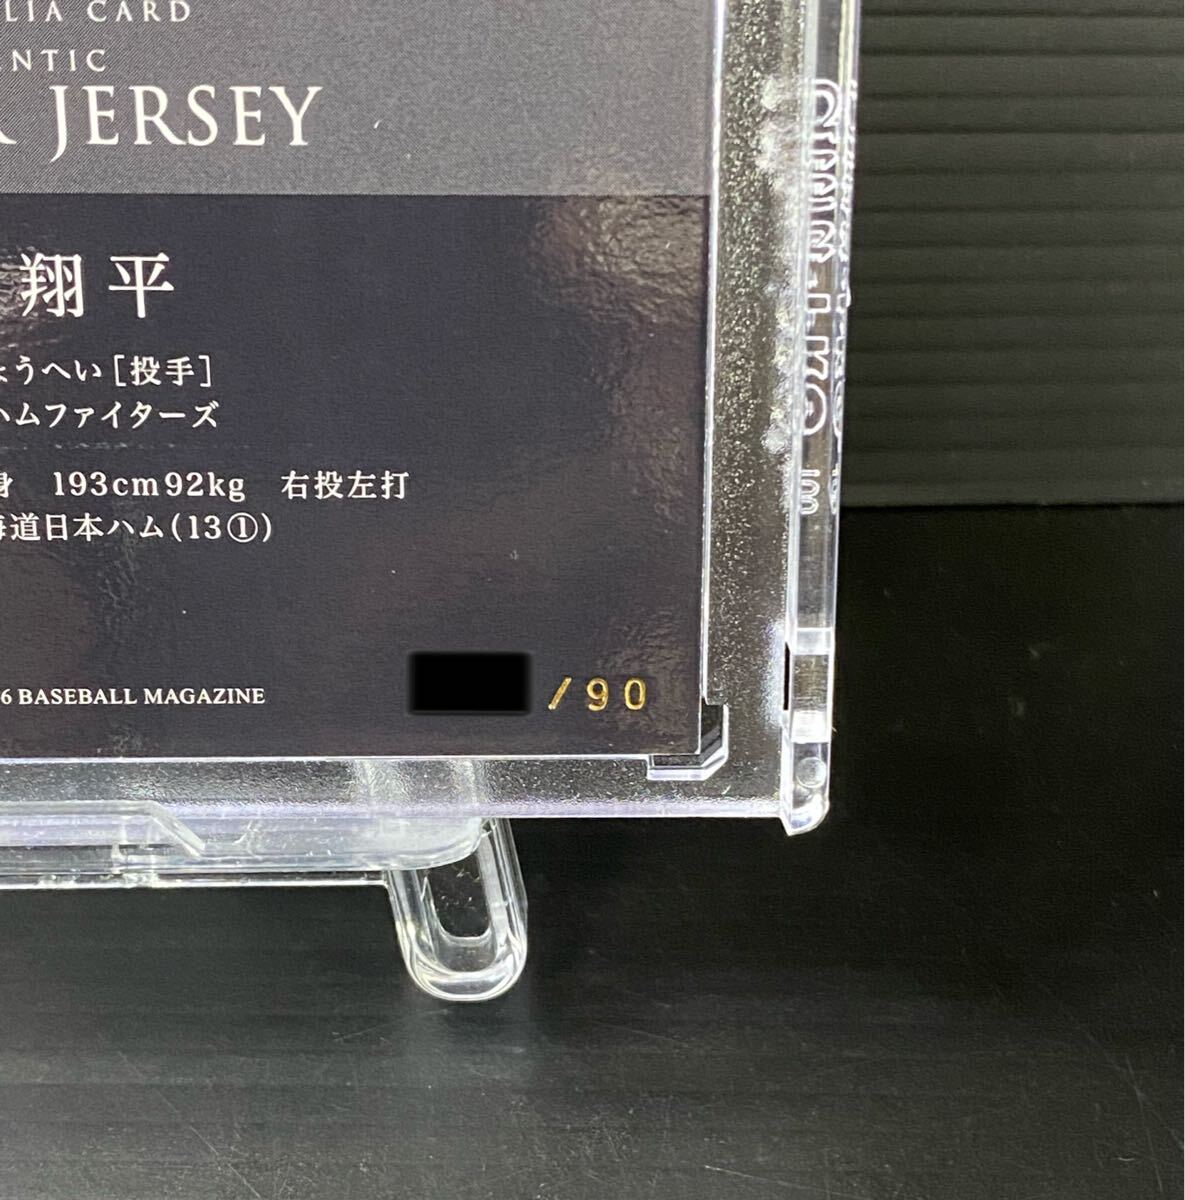 LIA CARD
ENTIC
R JERSEY
翔平
ょうへい[投手]
ハムファイターズ
身 193cm92kg 右投左打
海道日本ハム(13①)
6 BASEBALL MAGAZINE
/90